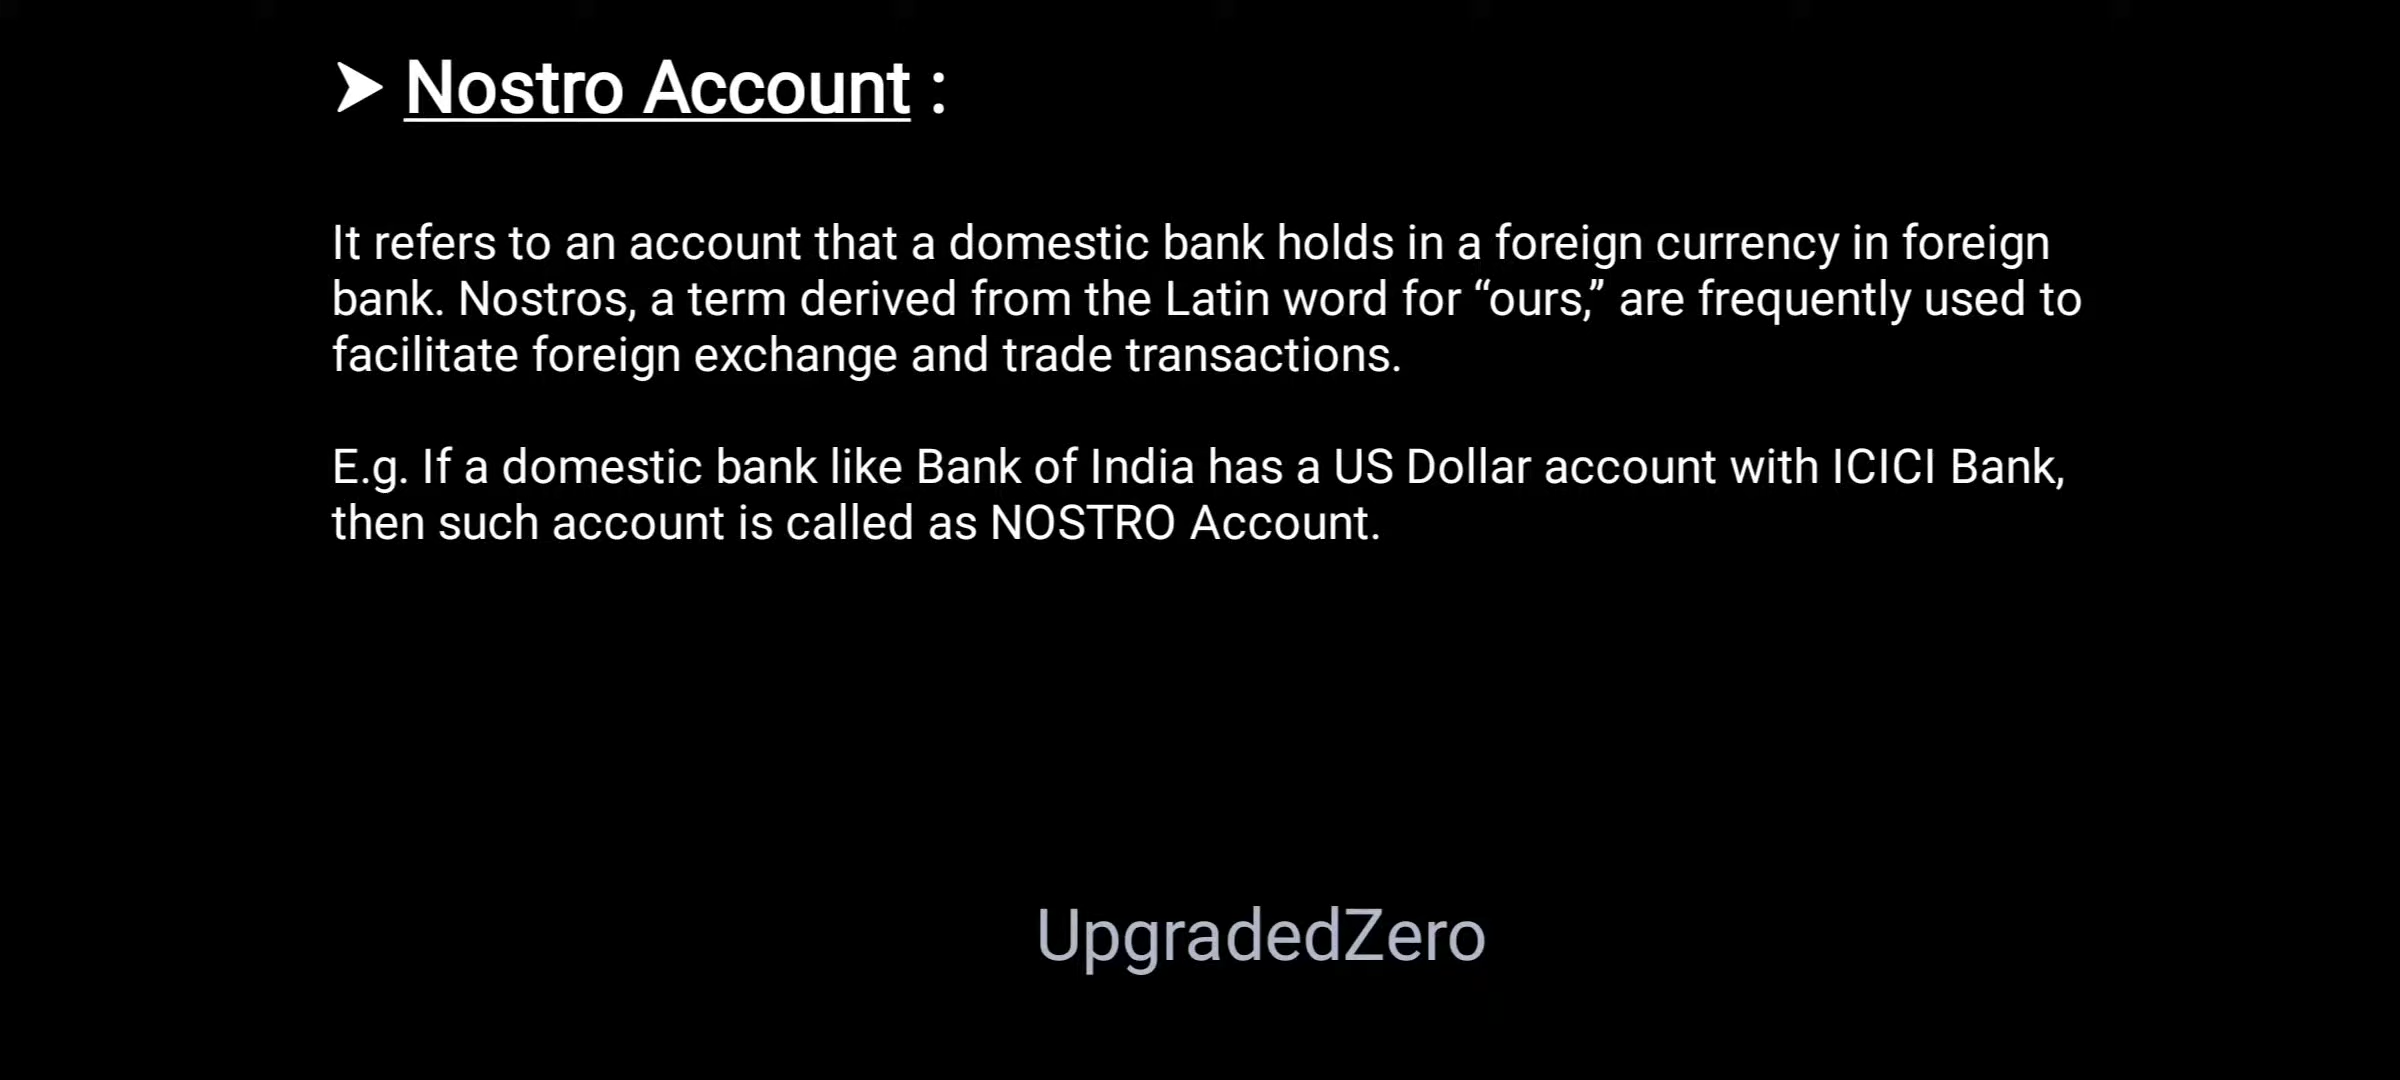 ➤ Nostro Account :
It refers to an account that a domestic bank holds in a foreign currency in foreign
bank. Nostros, a term derived from the Latin word for “ours,” are frequently used to
facilitate foreign exchange and trade transactions.
E.g. If a domestic bank like Bank of India has a US Dollar account with ICICI Bank,
then such account is called as NOSTRO Account.
UpgradedZero